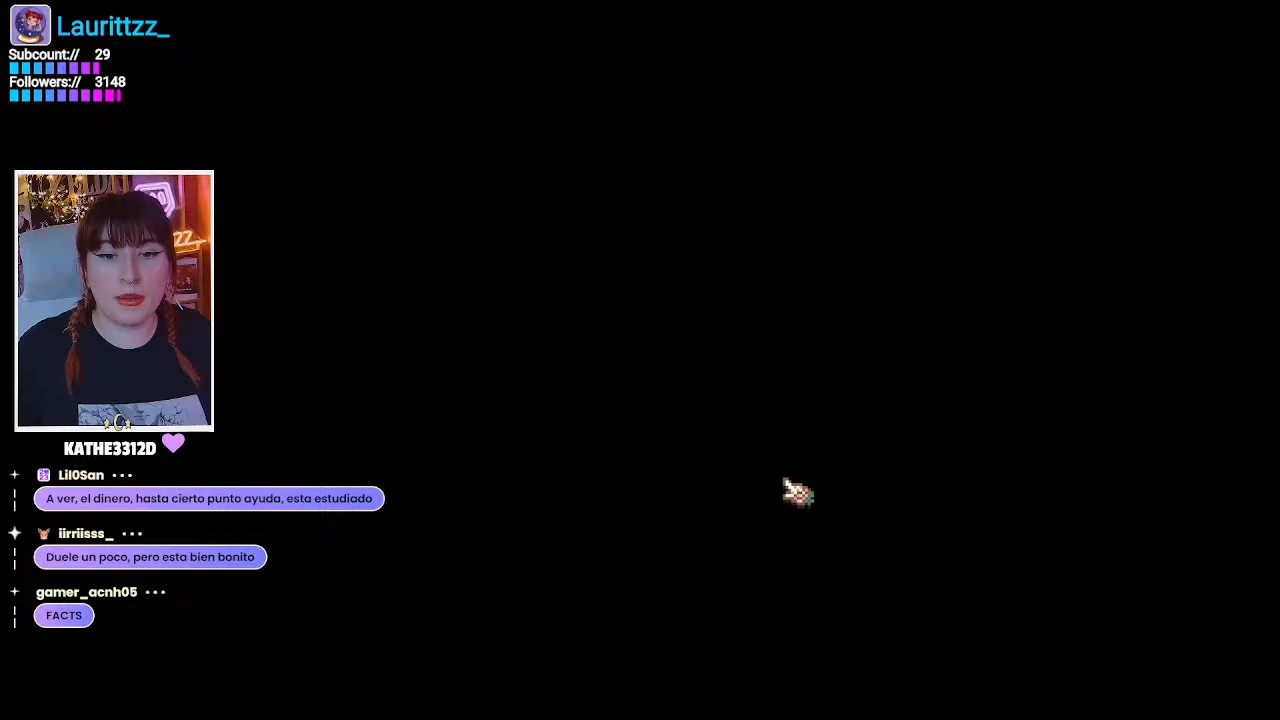 Laurittzz_
Subcount:// 29
Followers:// 3148
ZZ_
KATHE3312D
Lil0San
A ver, el dinero, hasta cierto punto ayuda, esta estudiado
iirriisss_
Duele un poco, pero esta bien bonito
gamer_acnh05
FACTS